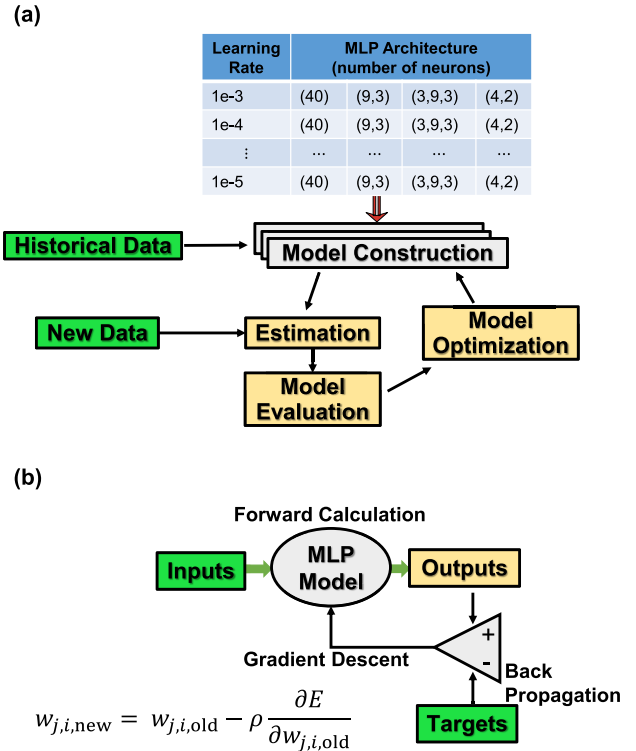 (a)
Learning Rate MLP Architecture (number of neurons)
1e-3 (40) (9,3) (3,9,3) (4,2)
1e-4 (40) (9,3) (3,9,3) (4,2)
⋮ ... ... ... ...
1e-5 (40) (9,3) (3,9,3) (4,2)
Historical Data
Model Construction
New Data
Estimation
Model
Optimization
Model
Evaluation
(b)
Forward Calculation
Inputs
MLP
Model
Outputs
+
-
Gradient Descent
Back
Propagation
Targets
w_{j,i,new} = w_{j,i,old} − ρ ∂E/∂w_{j,i,old}